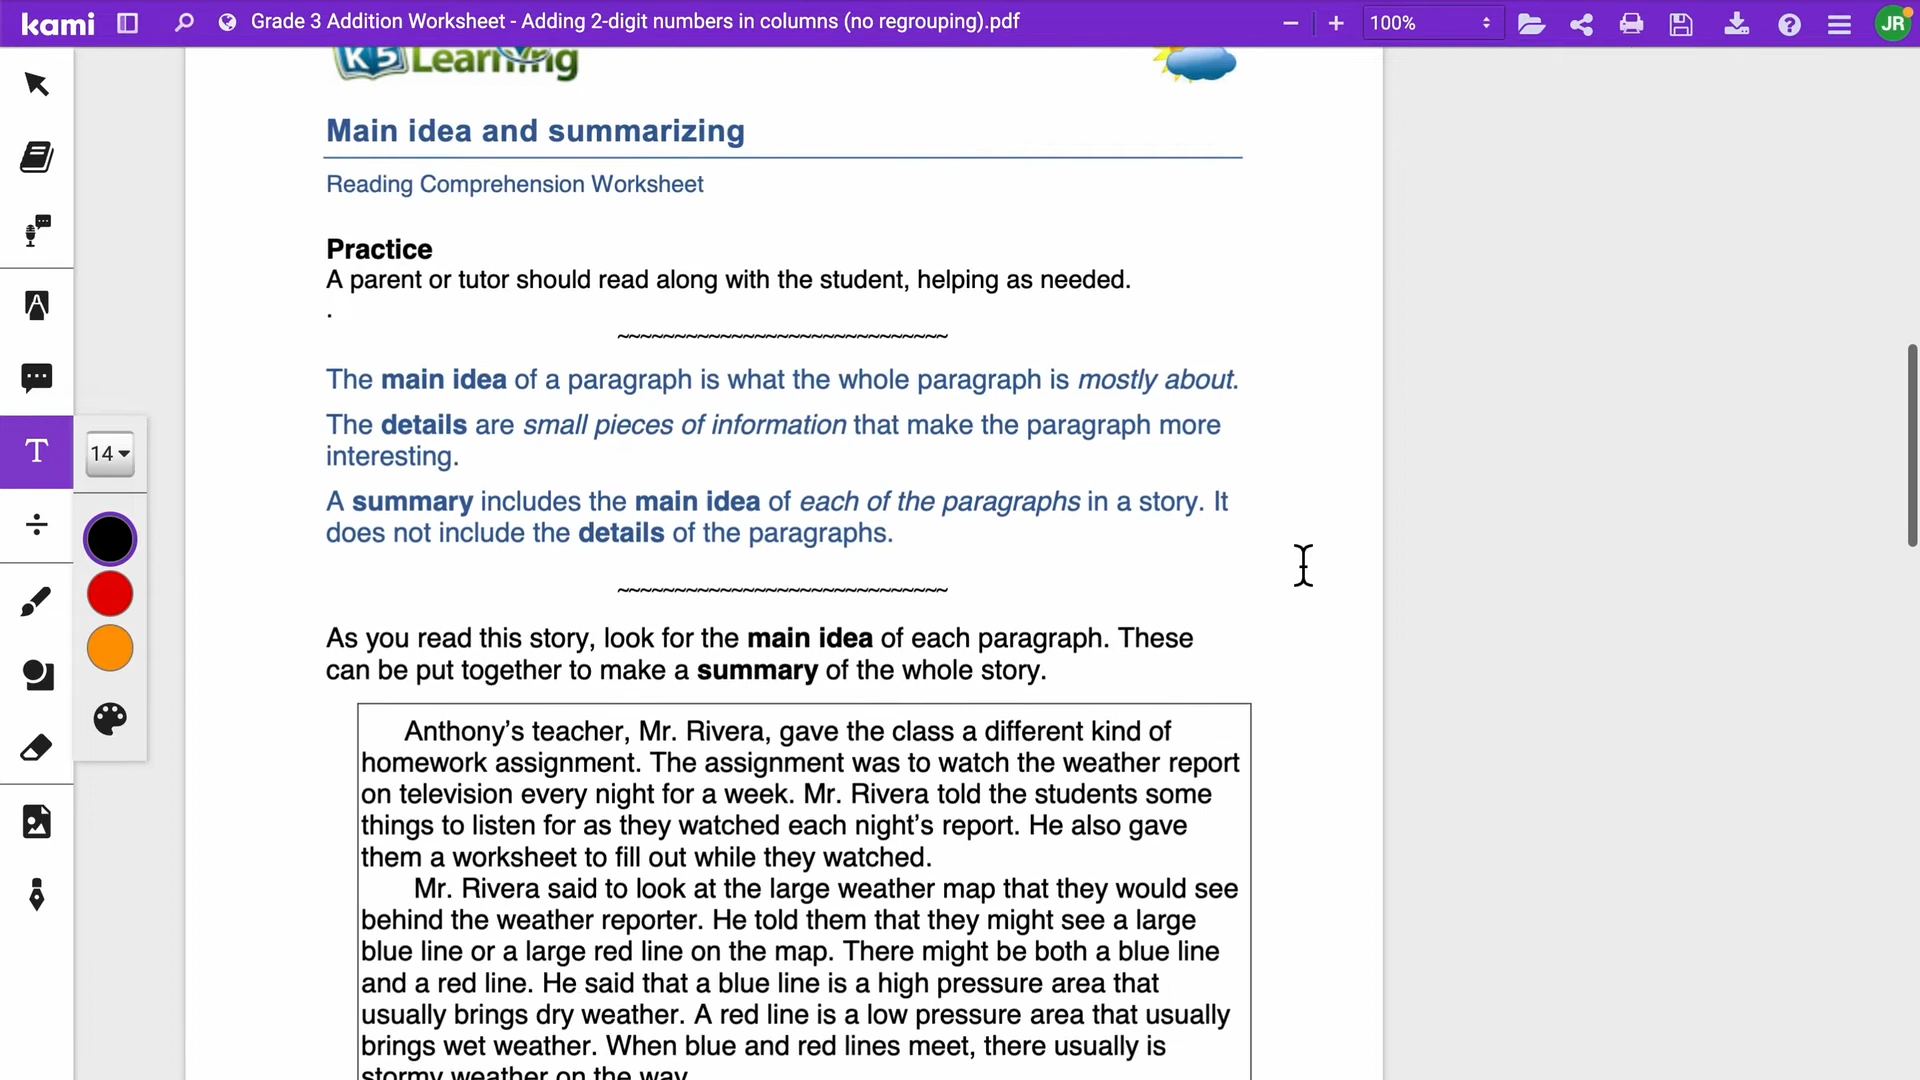 kami
Grade 3 Addition Worksheet - Adding 2-digit numbers in columns (no regrouping).pdf
100%
JR
K5 Learning
Main idea and summarizing
Reading Comprehension Worksheet
Practice
A parent or tutor should read along with the student, helping as needed.
.
~~~~~~~~~~~~~~~~~~~~~~~~~~~~
The main idea of a paragraph is what the whole paragraph is mostly about.
The details are small pieces of information that make the paragraph more
interesting.
14
A summary includes the main idea of each of the paragraphs in a story. It
does not include the details of the paragraphs.
~~~~~~~~~~~~~~~~~~~~~~~~~~~~
As you read this story, look for the main idea of each paragraph. These
can be put together to make a summary of the whole story.
Anthony’s teacher, Mr. Rivera, gave the class a different kind of
homework assignment. The assignment was to watch the weather report
on television every night for a week. Mr. Rivera told the students some
things to listen for as they watched each night’s report. He also gave
them a worksheet to fill out while they watched.
Mr. Rivera said to look at the large weather map that they would see
behind the weather reporter. He told them that they might see a large
blue line or a large red line on the map. There might be both a blue line
and a red line. He said that a blue line is a high pressure area that
usually brings dry weather. A red line is a low pressure area that usually
brings wet weather. When blue and red lines meet, there usually is
stormy weather on the way.